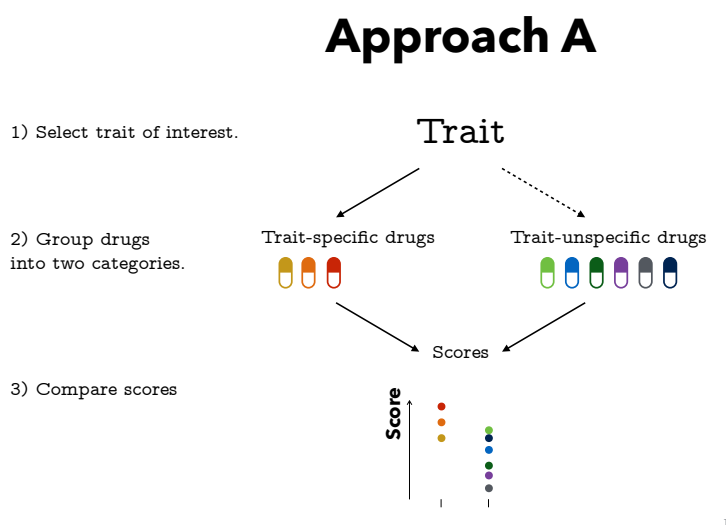 Approach A
1) Select trait of interest.
Trait
2) Group drugs
into two categories.
Trait-specific drugs
Trait-unspecific drugs
Scores
3) Compare scores
Score